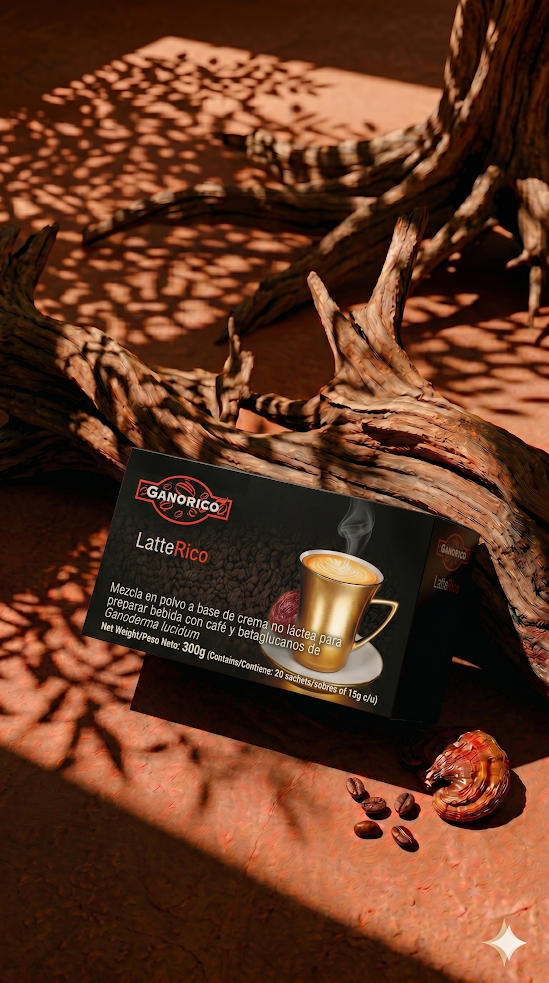 GANORICO
LatteRico
Mezcla en polvo a base de crema no láctea para
preparar bebida con café y betaglucanos de
Ganoderma lucidum
Net Weight/Peso Neto: 300g (Contains/Contiene: 20 sachets/sobres of 15g c/u)
GANORICO
LatteRico